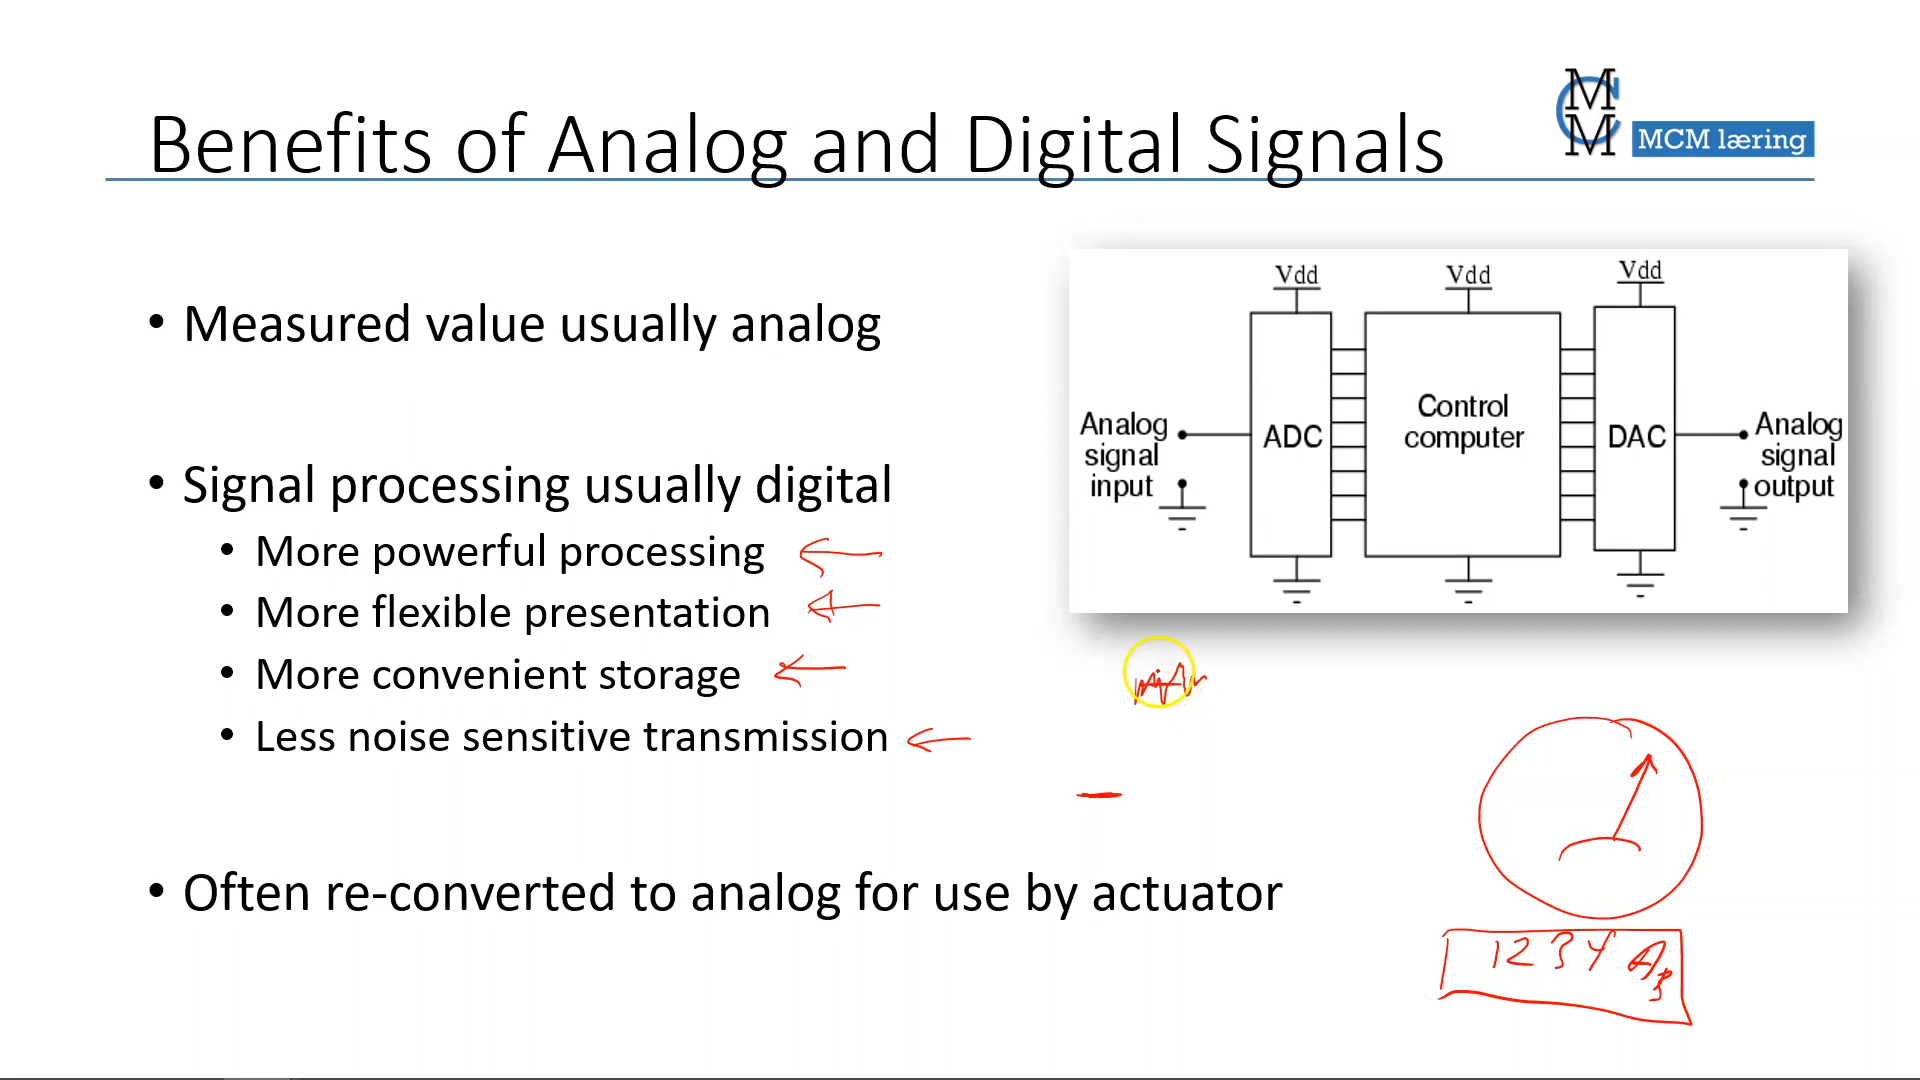 Benefits of Analog and Digital Signals
MCM
MCM læring
• Measured value usually analog
• Signal processing usually digital
• More powerful processing
• More flexible presentation
• More convenient storage
• Less noise sensitive transmission
• Often re-converted to analog for use by actuator
Vdd
Vdd
Vdd
Analog
signal
input
ADC
Control
computer
DAC
Analog
signal
output
1234